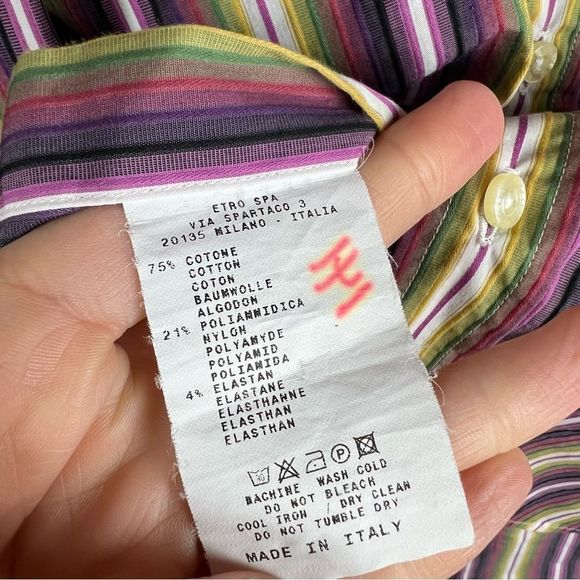 ETRO SPA
VIA SPARTACO 3
20135 MILANO - ITALIA
75% COTONE
COTTON
COTON
BAUMWOLLE
ALGODON
21% POLIAMMIDICA
NYLON
POLYAMYDE
POLYAMID
POLIAMIDA
4% ELASTAN
ELASTANE
ELASTHANNE
ELASTHAN
ELASTHAN
P
MACHINE WASH COLD
DO NOT BLEACH
COOL IRON / DRY CLEAN
DO NOT TUMBLE DRY
MADE IN ITALY